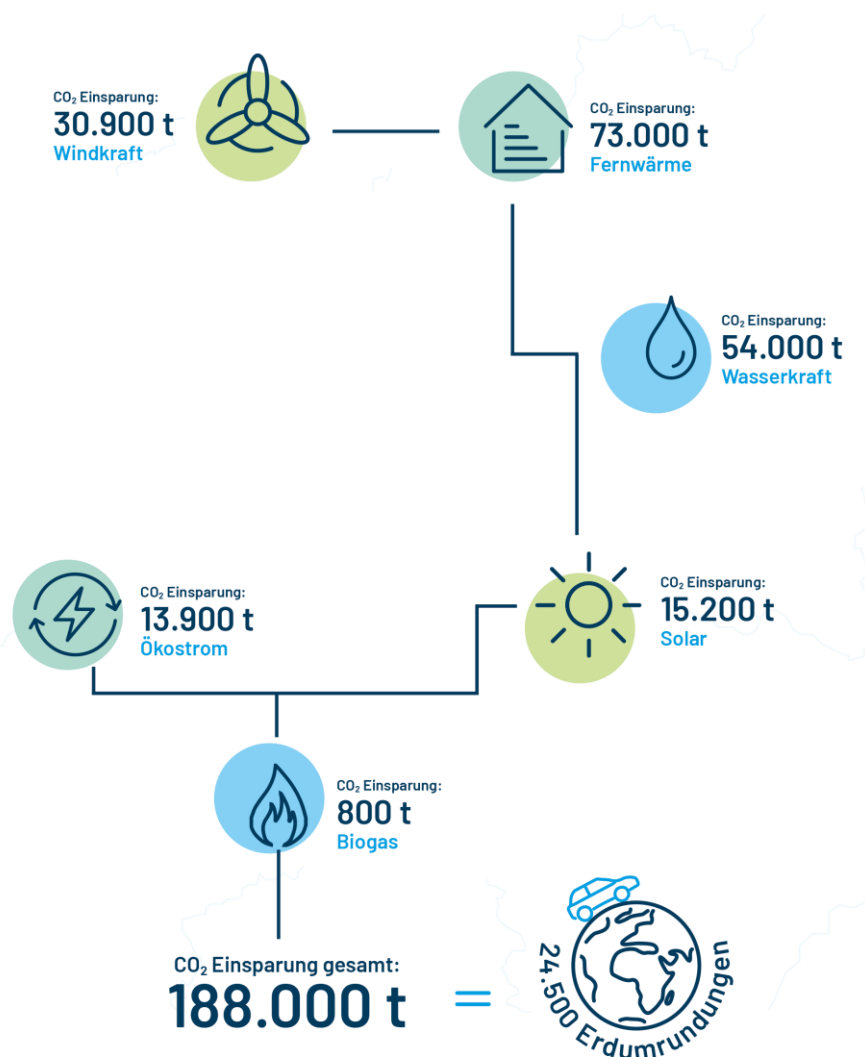 CO₂ Einsparung:
30.900 t
Windkraft
CO₂ Einsparung:
73.000 t
Fernwärme
CO₂ Einsparung:
54.000 t
Wasserkraft
CO₂ Einsparung:
13.900 t
Ökostrom
CO₂ Einsparung:
15.200 t
Solar
CO₂ Einsparung:
800 t
Biogas
CO₂ Einsparung gesamt:
188.000 t
=
24.500 Erdumrundungen